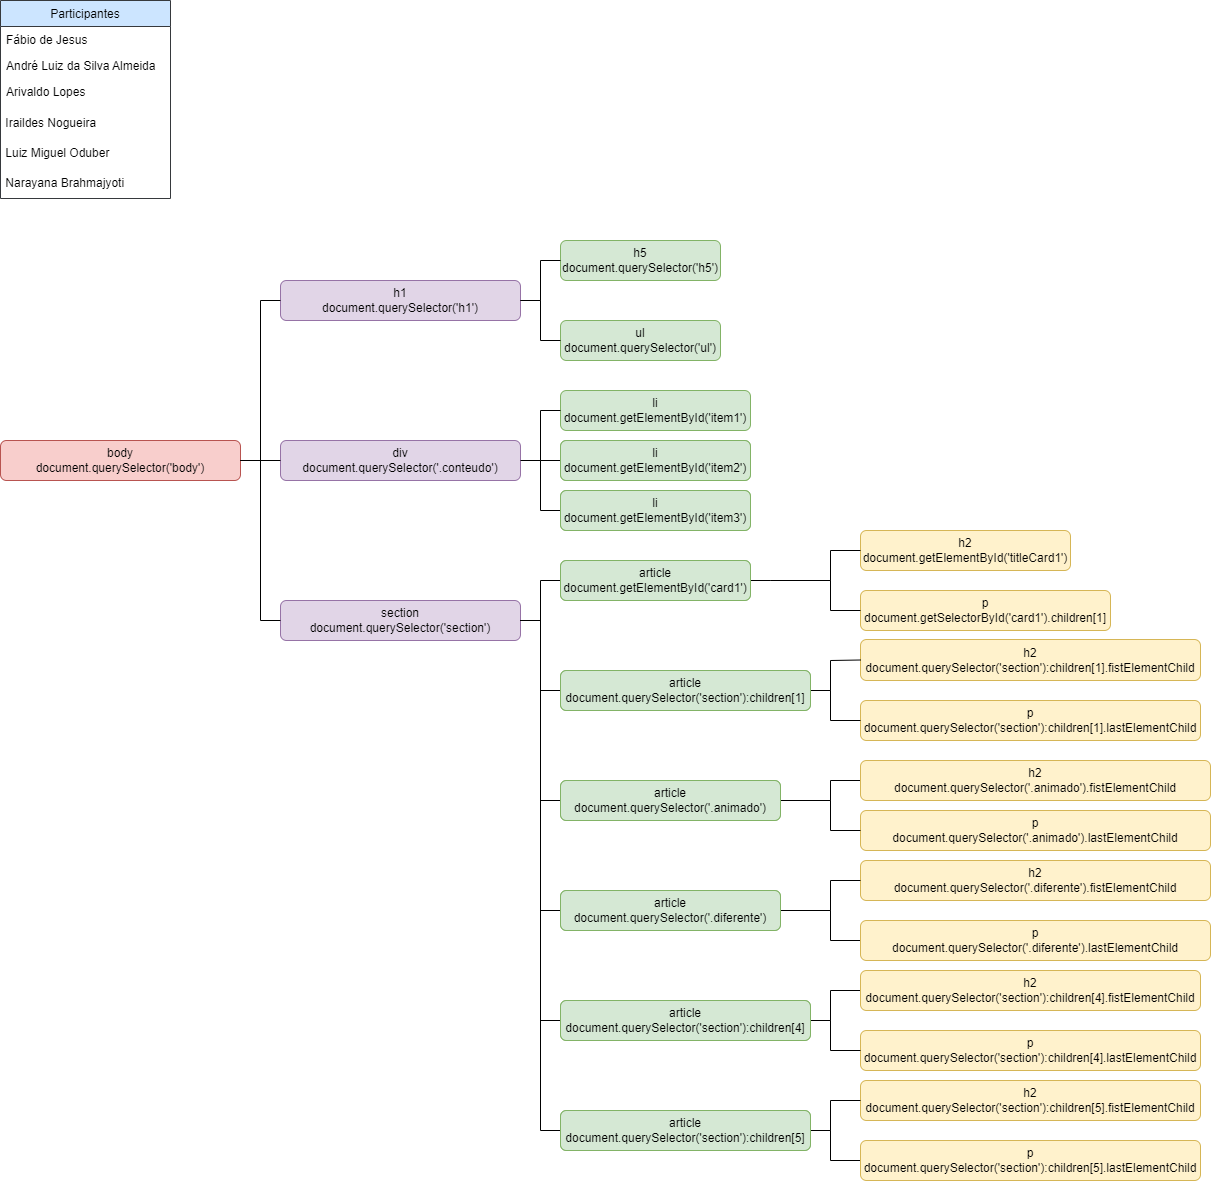 Participantes
Fábio de Jesus
André Luiz da Silva Almeida
Arivaldo Lopes
Iraildes Nogueira
Luiz Miguel Oduber
Narayana Brahmajyoti
h5
document.querySelector('h5')
h1
document.querySelector('h1')
ul
document.querySelector('ul')
li
document.getElementById('item1')
body
document.querySelector('body')
div
document.querySelector('.conteudo')
li
document.getElementById('item2')
li
document.getElementById('item3')
h2
document.getElementById('titleCard1')
article
document.getElementById('card1')
p
document.getSelectorById('card1').children[1]
section
document.querySelector('section')
h2
document.querySelector('section'):children[1].fistElementChild
article
document.querySelector('section'):children[1]
p
document.querySelector('section'):children[1].lastElementChild
h2
document.querySelector('.animado').fistElementChild
article
document.querySelector('.animado')
p
document.querySelector('.animado').lastElementChild
h2
document.querySelector('.diferente').fistElementChild
article
document.querySelector('.diferente')
p
document.querySelector('.diferente').lastElementChild
h2
document.querySelector('section'):children[4].fistElementChild
article
document.querySelector('section'):children[4]
p
document.querySelector('section'):children[4].lastElementChild
h2
document.querySelector('section'):children[5].fistElementChild
article
document.querySelector('section'):children[5]
p
document.querySelector('section'):children[5].lastElementChild